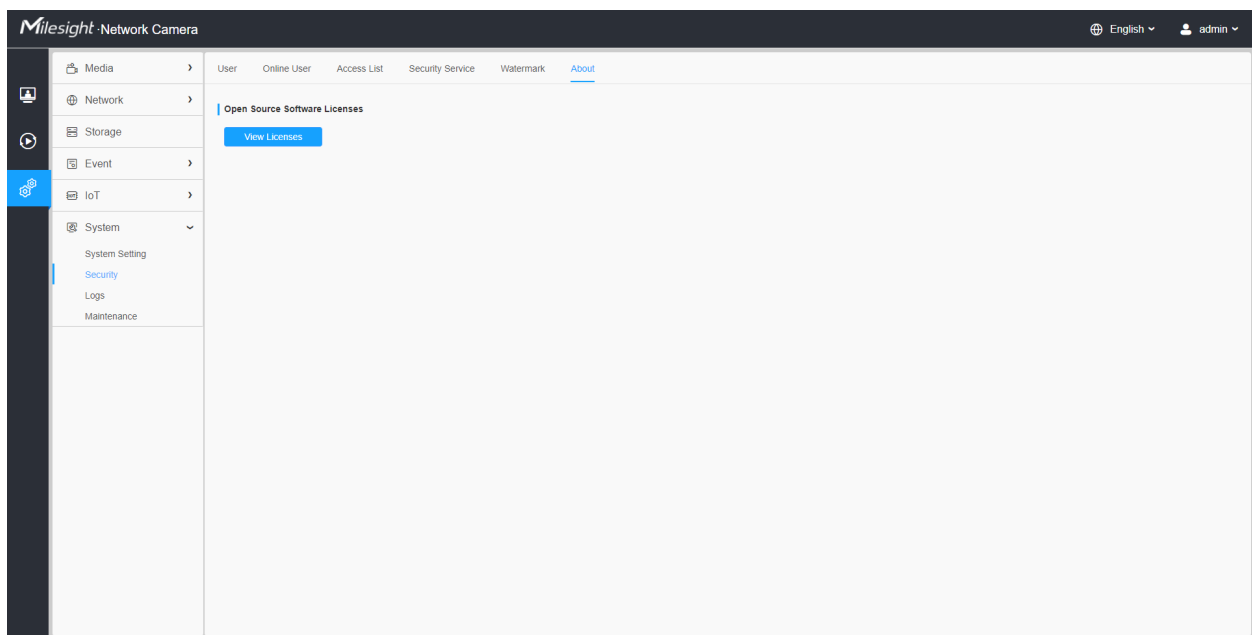 Milesight ·Network Camera
English
admin
Media
Network
Storage
Event
IoT
System
System Setting
Security
Logs
Maintenance
User Online User Access List Security Service Watermark About
Open Source Software Licenses
View Licenses